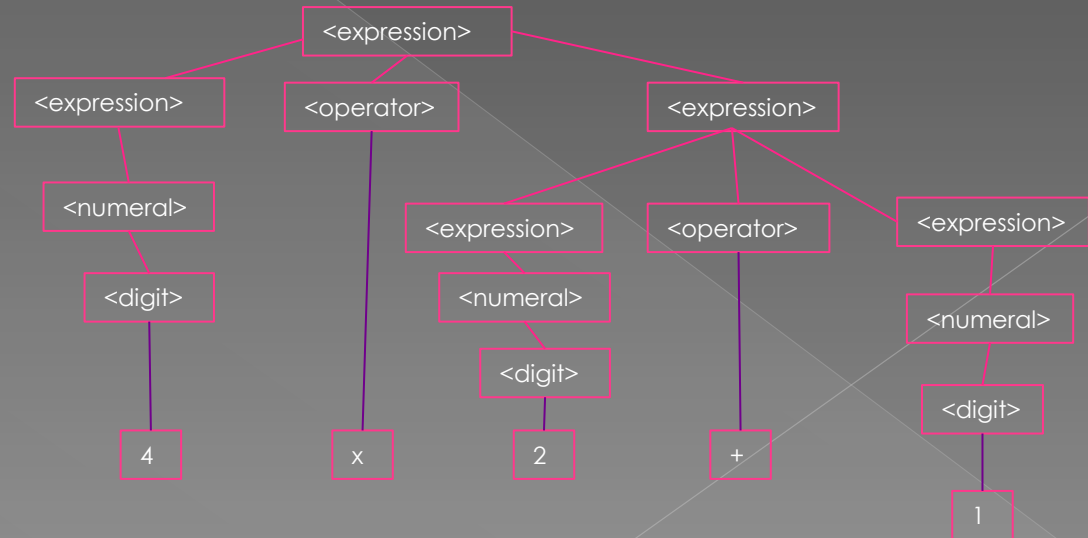 <expression>
<expression>
<operator>
<expression>
<numeral>
<expression>
<operator>
<expression>
<digit>
<numeral>
<numeral>
<digit>
<digit>
4
x
2
+
1